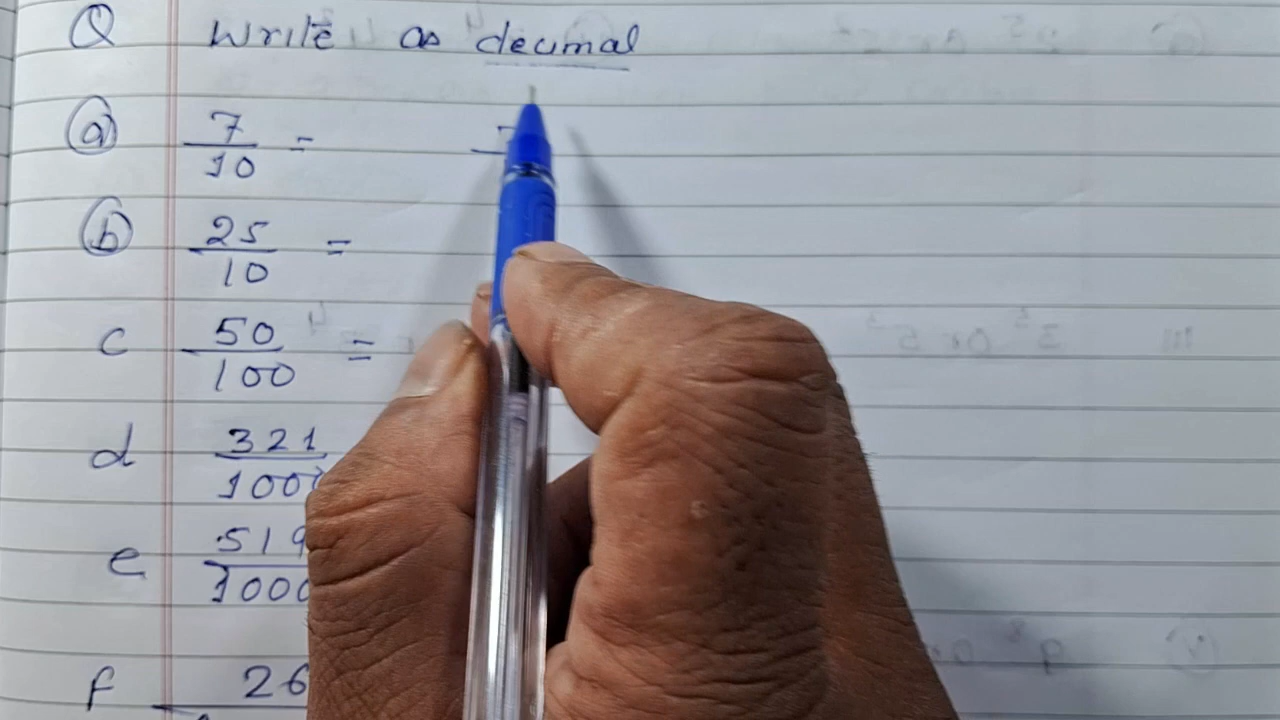 Q Write as decimal
ⓐ 7/10 =
ⓑ 25/10 =
c 50/100 =
d 321/1000
e 519/1000
f 26